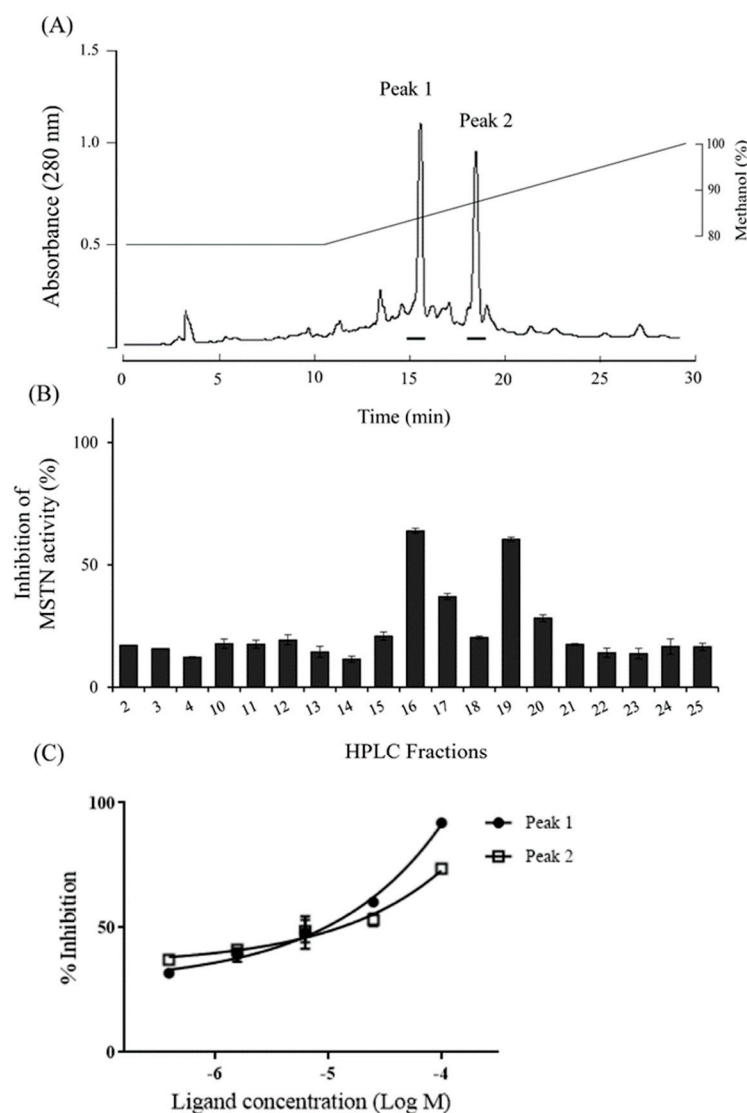 (A)
1.5
1.0
0.5
0
Absorbance (280 nm)
Peak 1
Peak 2
100
90
80
Methanol (%)
0 5 10 15 20 25 30
Time (min)
(B)
100
50
0
Inhibition of
MSTN activity (%)
2 3 4 10 11 12 13 14 15 16 17 18 19 20 21 22 23 24 25
HPLC Fractions
(C)
100
50
0
% Inhibition
Peak 1
Peak 2
-6 -5 -4
Ligand concentration (Log M)